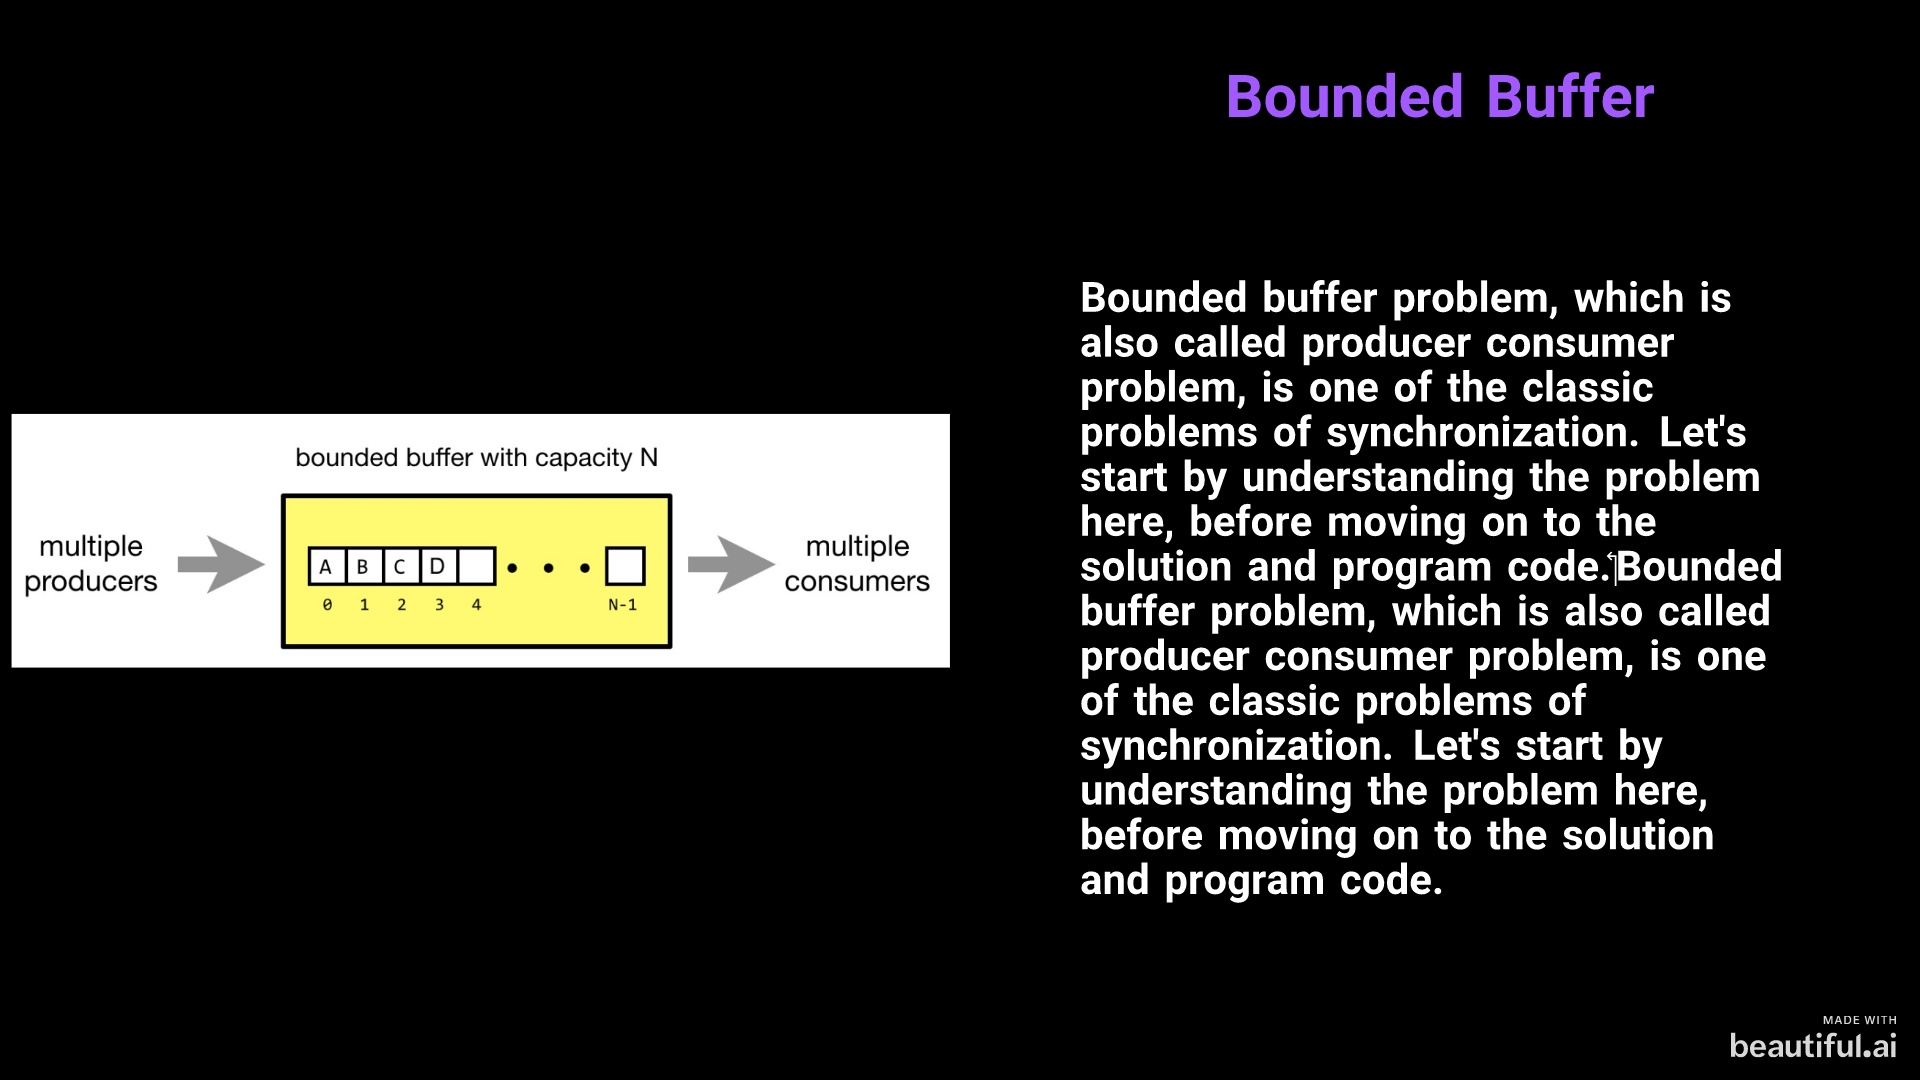 Bounded Buffer
bounded buffer with capacity N
multiple
producers
A B C D
0 1 2 3 4 N-1
multiple
consumers
Bounded buffer problem, which is
also called producer consumer
problem, is one of the classic
problems of synchronization. Let's
start by understanding the problem
here, before moving on to the
solution and program code.Bounded
buffer problem, which is also called
producer consumer problem, is one
of the classic problems of
synchronization. Let's start by
understanding the problem here,
before moving on to the solution
and program code.
MADE WITH
beautiful.ai